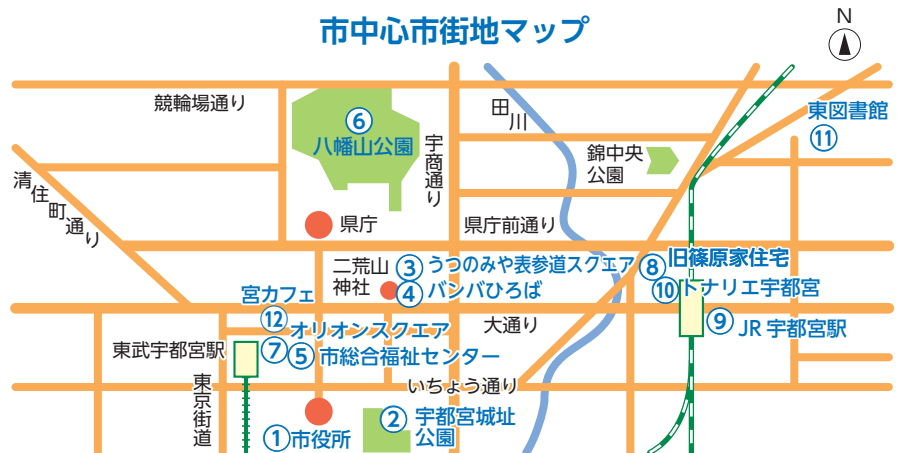 市中心市街地マップ
N
競輪場通り
⑥
八幡山公園
宇商通り
田川
錦中央
公園
東図書館
⑪
清住町通り
県庁
県庁前通り
二荒山
神社
③ うつのみや表参道スクエア
④ バンバひろば
⑧ 旧篠原家住宅
⑩ トナリエ宇都宮
宮カフェ
⑫
オリオンスクエア
大通り
⑨ JR 宇都宮駅
東武宇都宮駅
⑦ ⑤ 市総合福祉センター
東京街道
いちょう通り
① 市役所
② 宇都宮城址
公園